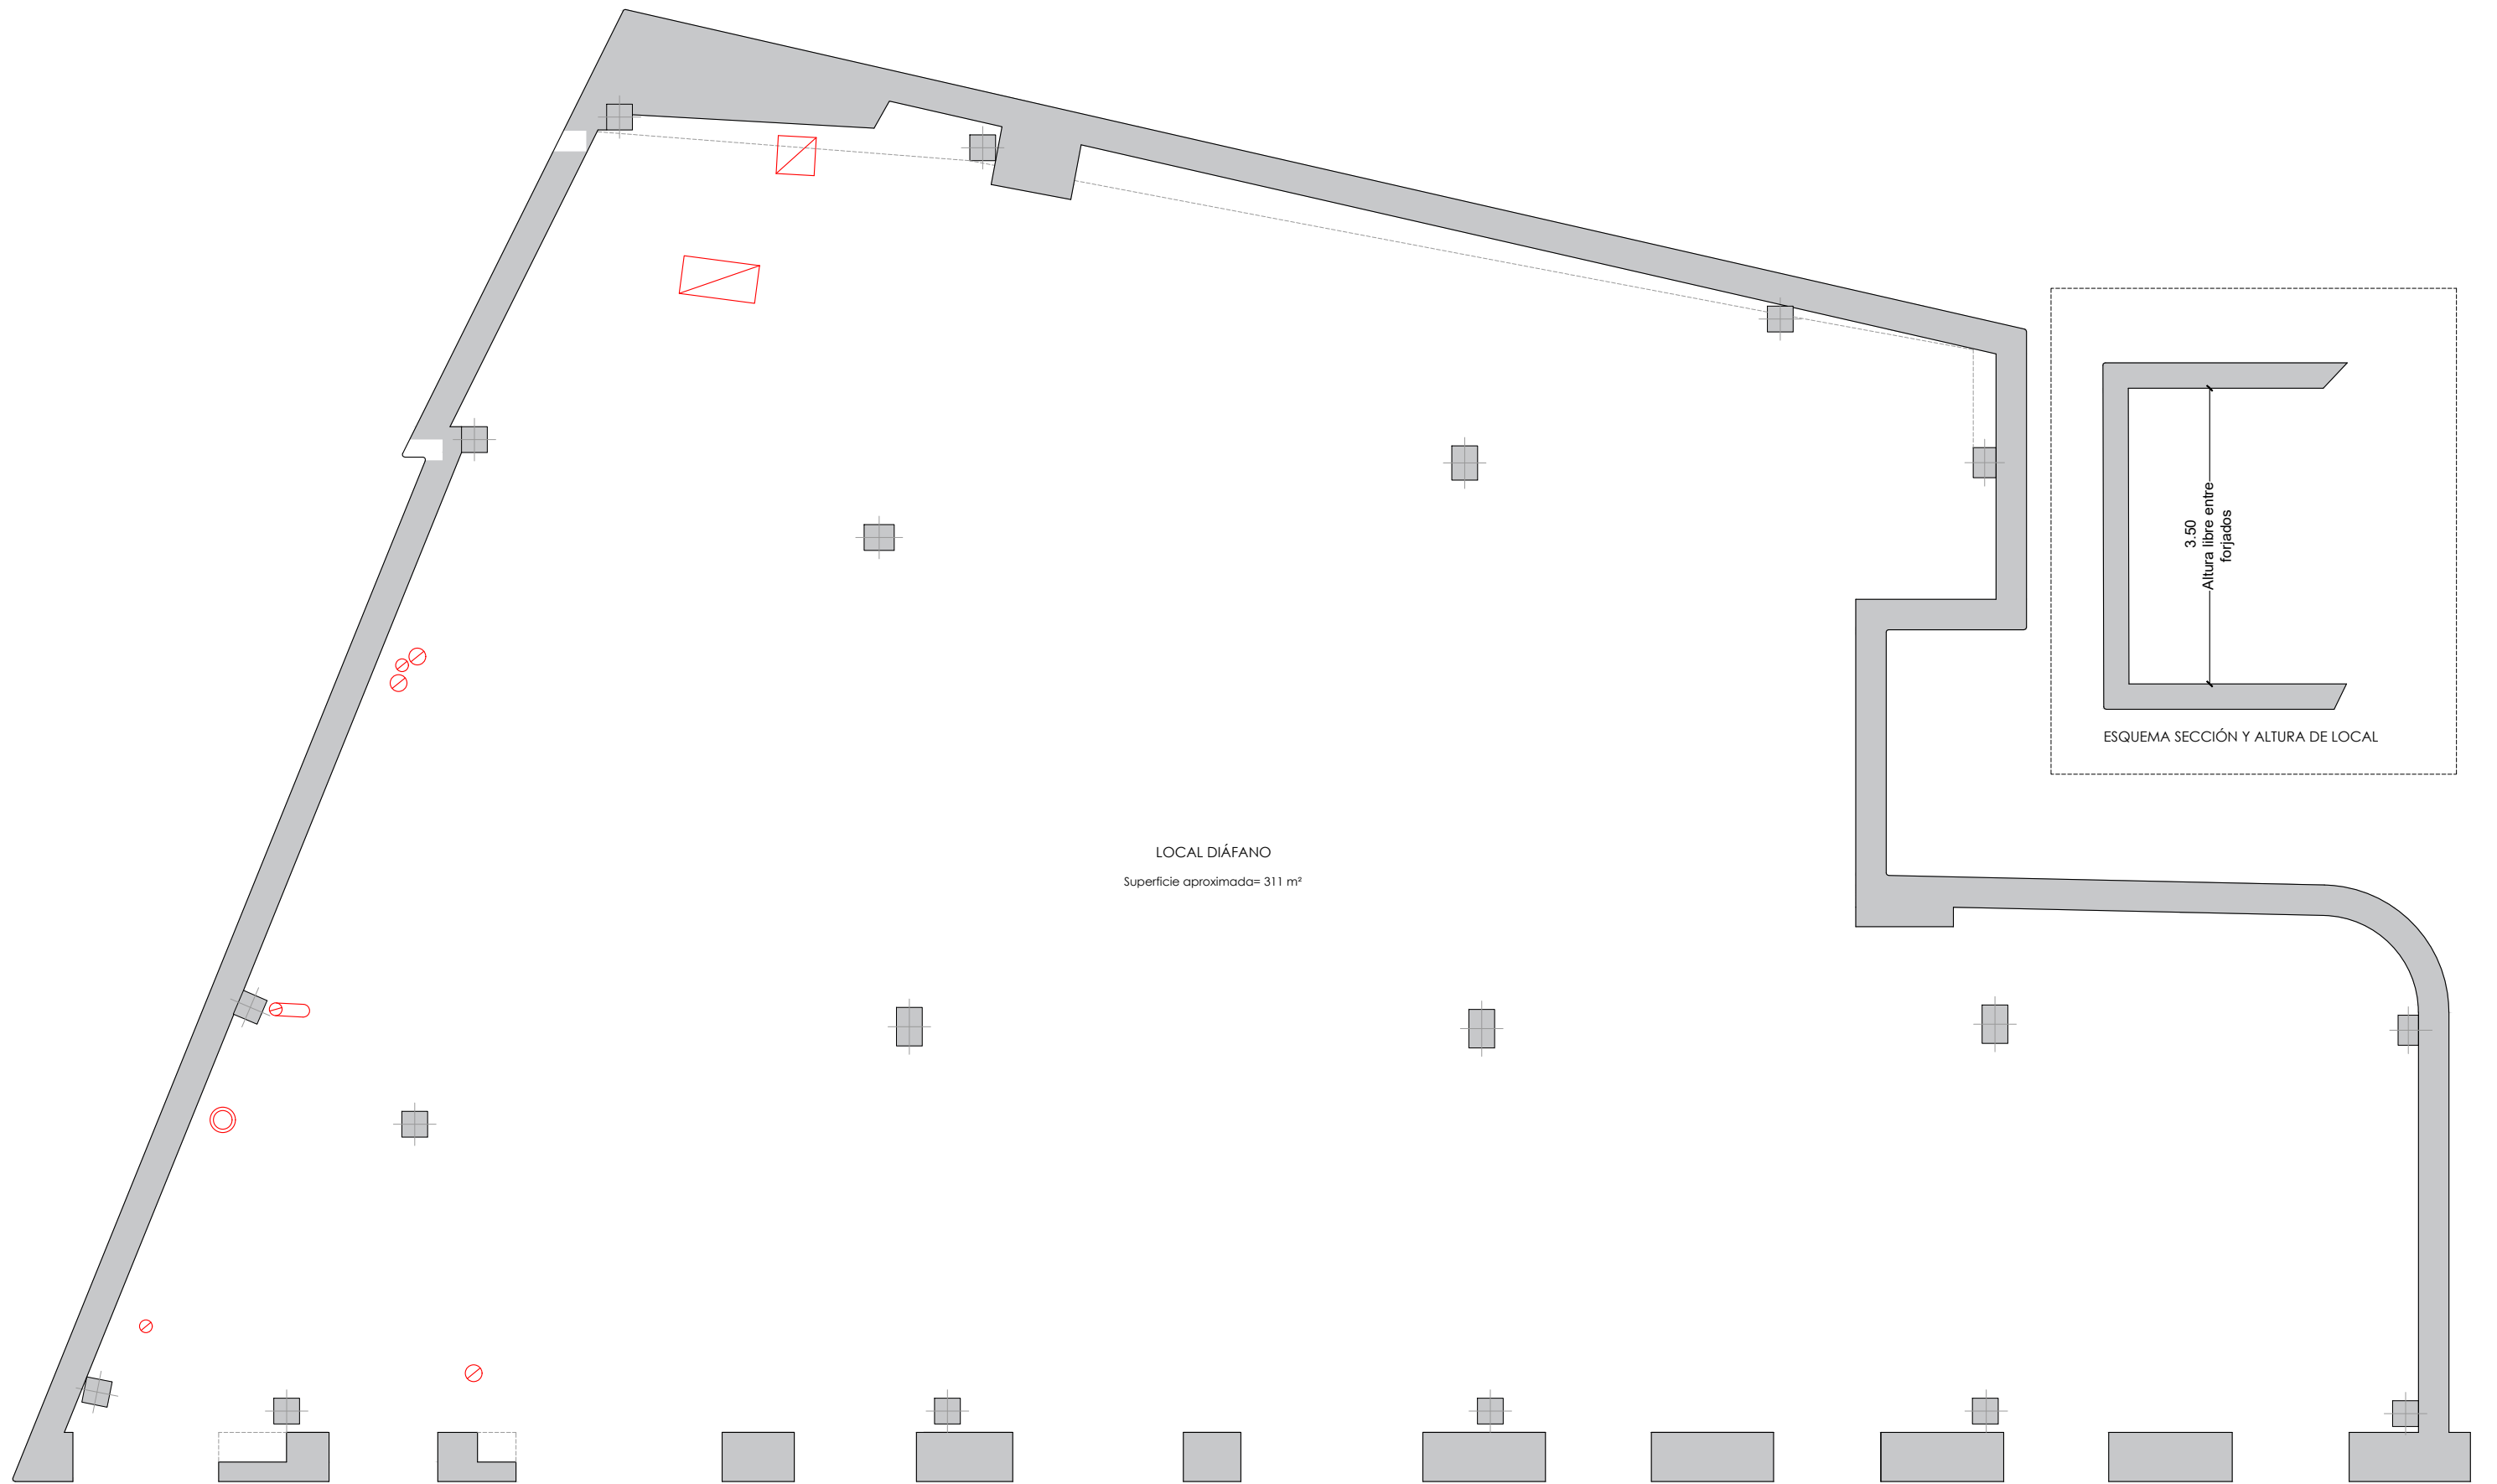 LOCAL DIÁFANO
Superficie aproximada= 311 m²
3.50
Altura libre entre
forjados
ESQUEMA SECCIÓN Y ALTURA DE LOCAL